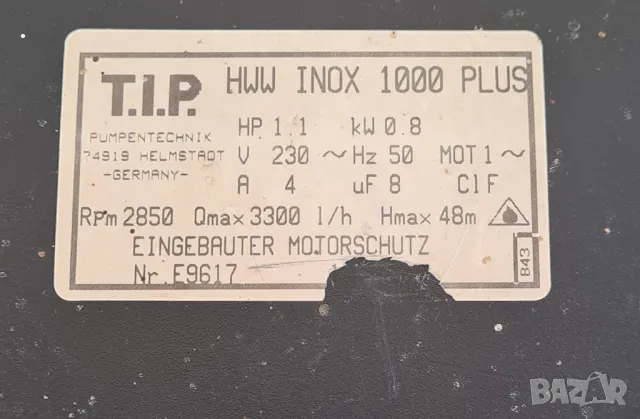 T.I.P.
HWW INOX 1000 PLUS
PUMPENTECHNIK
74919 HELMSTADT
-GERMANY-
HP 1.1 kW 0.8
V 230 ~ Hz 50 MOT 1 ~
A 4 uF 8 Cl F
RPm 2850 Qmax 3300 l/h Hmax 48m
EINGEBAUTER MOTORSCHUTZ
Nr. E9617
843
BAZAR